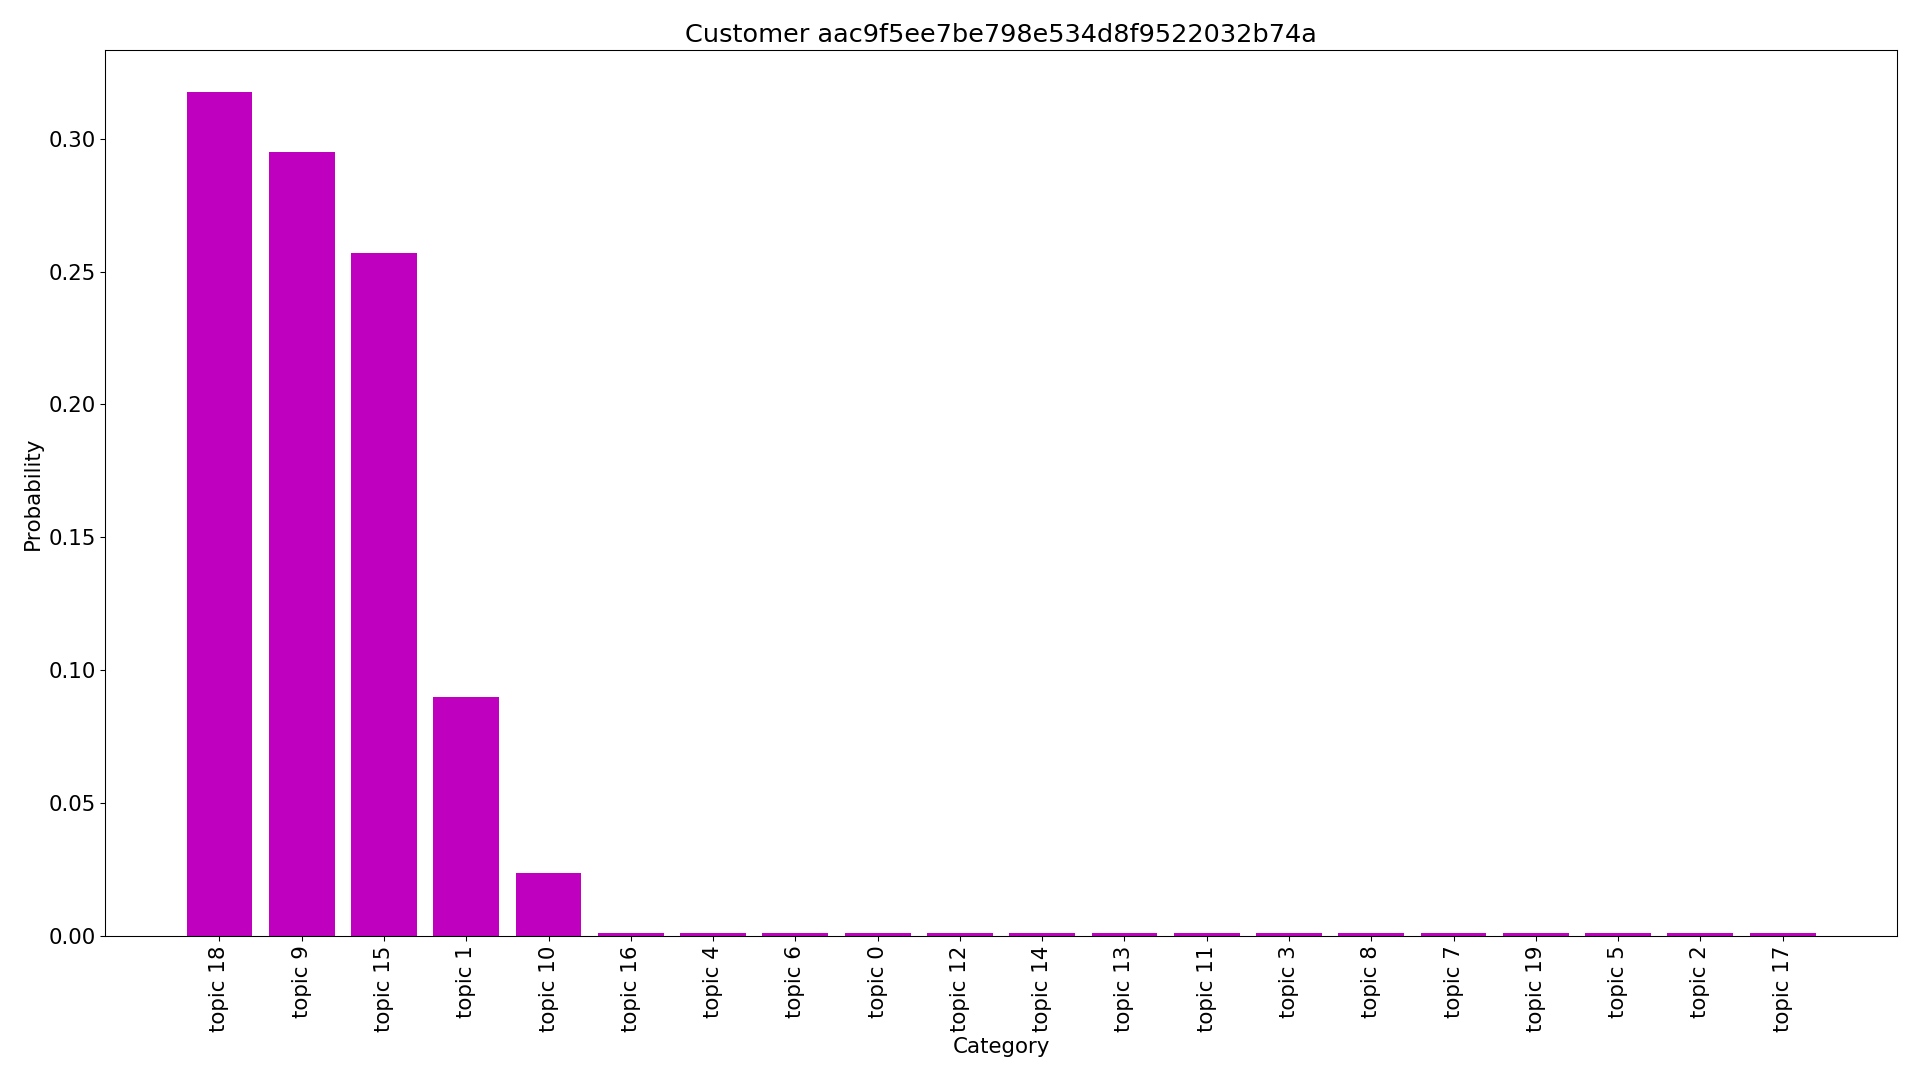 Customer aac9f5ee7be798e534d8f9522032b74a
Probability
0.30
0.25
0.20
0.15
0.10
0.05
0.00
topic 18
topic 9
topic 15
topic 1
topic 10
topic 16
topic 4
topic 6
topic 0
topic 12
topic 14
topic 13
topic 11
topic 3
topic 8
topic 7
topic 19
topic 5
topic 2
topic 17
Category